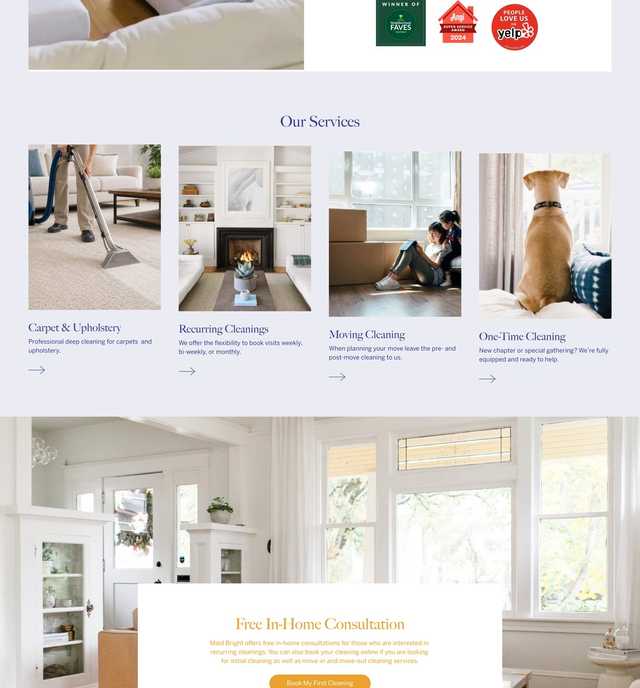 WINNER OF
FAVES
Angi
SUPER SERVICE
AWARD
2024
PEOPLE
LOVE US
ON
yelp
Our Services
Carpet & Upholstery
Professional deep cleaning for carpets and
upholstery.
Recurring Cleanings
We offer the flexibility to book visits weekly,
bi-weekly, or monthly.
Moving Cleaning
When planning your move leave the pre- and
post-move cleaning to us.
One-Time Cleaning
New chapter or special gathering? We're fully
equipped and ready to help.
Free In-Home Consultation
Maid Bright offers free in-home consultations for those who are interested in
recurring cleanings. You can also book your cleaning online if you are looking
for initial cleaning as well as move-in and move-out cleaning services.
Book My First Cleaning